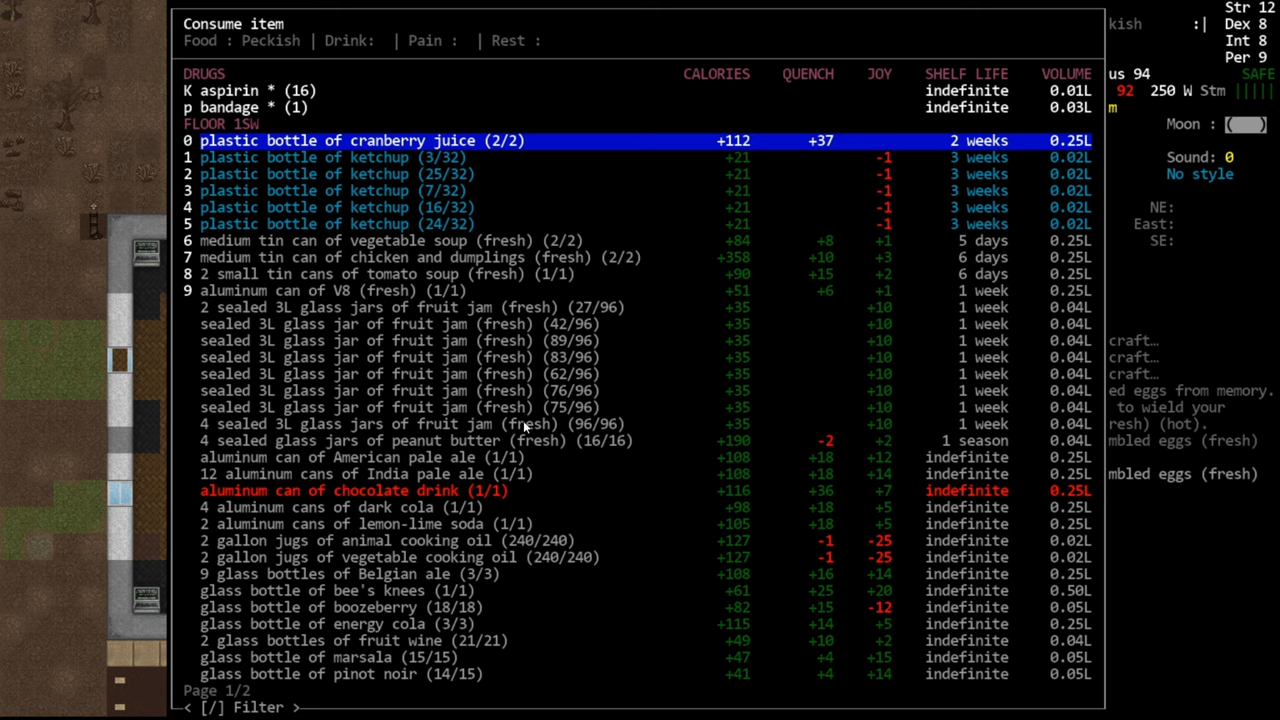 Consume item
Food : Peckish | Drink: | Pain : | Rest :
DRUGS CALORIES QUENCH JOY SHELF LIFE VOLUME
K aspirin * (16) indefinite 0.01L
p bandage * (1) indefinite 0.03L
FLOOR 1SW
0 plastic bottle of cranberry juice (2/2) +112 +37 2 weeks 0.25L
1 plastic bottle of ketchup (3/32) +21 -1 3 weeks 0.02L
2 plastic bottle of ketchup (25/32) +21 -1 3 weeks 0.02L
3 plastic bottle of ketchup (7/32) +21 -1 3 weeks 0.02L
4 plastic bottle of ketchup (16/32) +21 -1 3 weeks 0.02L
5 plastic bottle of ketchup (24/32) +21 -1 3 weeks 0.02L
6 medium tin can of vegetable soup (fresh) (2/2) +84 +8 +1 5 days 0.25L
7 medium tin can of chicken and dumplings (fresh) (2/2) +358 +10 +3 6 days 0.25L
8 2 small tin cans of tomato soup (fresh) (1/1) +90 +15 +2 6 days 0.25L
9 aluminum can of V8 (fresh) (1/1) +51 +6 +1 1 week 0.25L
2 sealed 3L glass jars of fruit jam (fresh) (27/96) +35 +10 1 week 0.04L
sealed 3L glass jar of fruit jam (fresh) (42/96) +35 +10 1 week 0.04L
sealed 3L glass jar of fruit jam (fresh) (89/96) +35 +10 1 week 0.04L
sealed 3L glass jar of fruit jam (fresh) (83/96) +35 +10 1 week 0.04L
sealed 3L glass jar of fruit jam (fresh) (62/96) +35 +10 1 week 0.04L
sealed 3L glass jar of fruit jam (fresh) (76/96) +35 +10 1 week 0.04L
sealed 3L glass jar of fruit jam (fresh) (75/96) +35 +10 1 week 0.04L
4 sealed 3L glass jars of fruit jam (fresh) (96/96) +35 +10 1 week 0.04L
4 sealed glass jars of peanut butter (fresh) (16/16) +190 -2 +2 1 season 0.04L
aluminum can of American pale ale (1/1) +108 +18 +12 indefinite 0.25L
12 aluminum cans of India pale ale (1/1) +108 +18 +14 indefinite 0.25L
aluminum can of chocolate drink (1/1) +116 +36 +7 indefinite 0.25L
4 aluminum cans of dark cola (1/1) +98 +18 +5 indefinite 0.25L
2 aluminum cans of lemon-lime soda (1/1) +105 +18 +5 indefinite 0.25L
2 gallon jugs of animal cooking oil (240/240) +127 -1 -25 indefinite 0.02L
2 gallon jugs of vegetable cooking oil (240/240) +127 -1 -25 indefinite 0.02L
9 glass bottles of Belgian ale (3/3) +108 +16 +14 indefinite 0.25L
glass bottle of bee's knees (1/1) +61 +25 +20 indefinite 0.50L
glass bottle of boozeberry (18/18) +82 +15 -12 indefinite 0.05L
glass bottle of energy cola (3/3) +115 +14 +5 indefinite 0.25L
2 glass bottles of fruit wine (21/21) +49 +10 +2 indefinite 0.04L
glass bottle of marsala (15/15) +47 +4 +15 indefinite 0.05L
glass bottle of pinot noir (14/15) +41 +4 +14 indefinite 0.05L
Page 1/2
< [/] Filter >
Str 12
kish :| Dex 8
Int 8
Per 9
us 94 SAFE
92 250 W Stm |||||
m
Moon : ( )
Sound: 0
No style
NE:
East:
SE:
craft…
craft…
craft…
ed eggs from memory.
to wield your
resh) (hot).
mbled eggs (fresh)
mbled eggs (fresh)